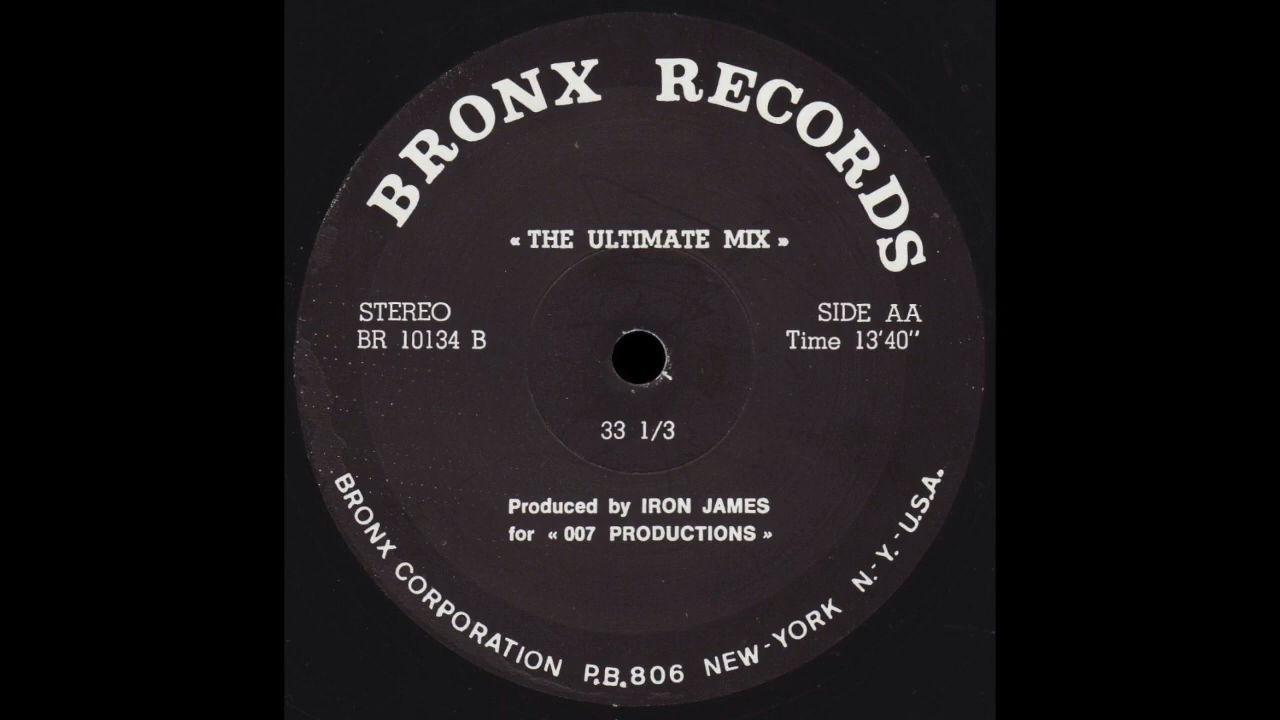 BRONX RECORDS
« THE ULTIMATE MIX »
STEREO
BR 10134 B
SIDE AA
Time 13'40"
33 1/3
Produced by IRON JAMES
for « 007 PRODUCTIONS »
BRONX CORPORATION P.B.806 NEW-YORK N.-Y.-U.S.A.